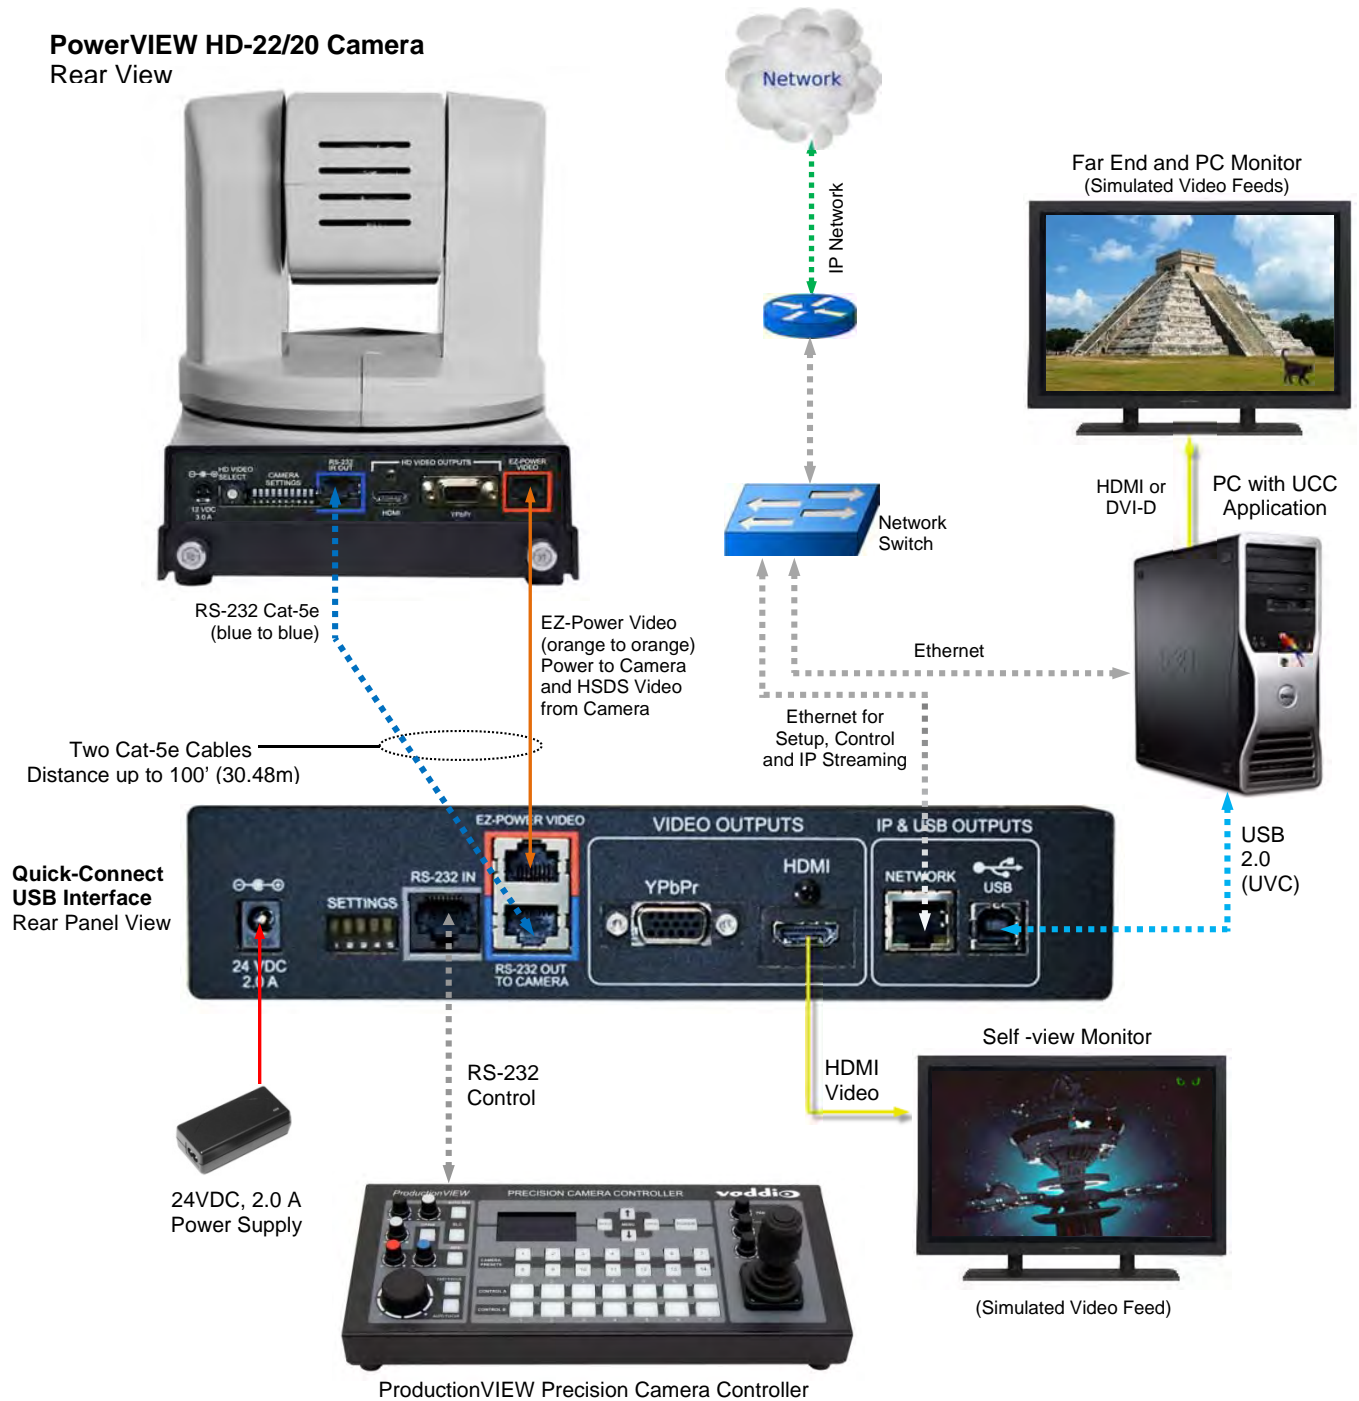 PowerVIEW HD-22/20 Camera
Rear View
Network
IP Network
Far End and PC Monitor
(Simulated Video Feeds)
HD VIDEO
SELECT
CAMERA
SETTINGS
RS-232
IR OUT
HD VIDEO OUTPUTS
EZ-POWER
VIDEO
12 VDC
3.0 A
HDMI
YPbPr
Network
Switch
HDMI or
DVI-D
PC with UCC
Application
RS-232 Cat-5e
(blue to blue)
EZ-Power Video
(orange to orange)
Power to Camera
and HSDS Video
from Camera
Ethernet
Ethernet for
Setup, Control
and IP Streaming
Two Cat-5e Cables
Distance up to 100' (30.48m)
Quick-Connect
USB Interface
Rear Panel View
24 VDC
2.0 A
SETTINGS
RS-232 IN
EZ-POWER VIDEO
RS-232 OUT
TO CAMERA
VIDEO OUTPUTS
YPbPr
HDMI
IP & USB OUTPUTS
NETWORK
USB
USB
2.0
(UVC)
Self -view Monitor
HDMI
Video
RS-232
Control
24VDC, 2.0 A
Power Supply
ProductionVIEW
PRECISION CAMERA CONTROLLER
vaddio
CAMERA
PRESETS
CONTROL A
CONTROL B
(Simulated Video Feed)
ProductionVIEW Precision Camera Controller